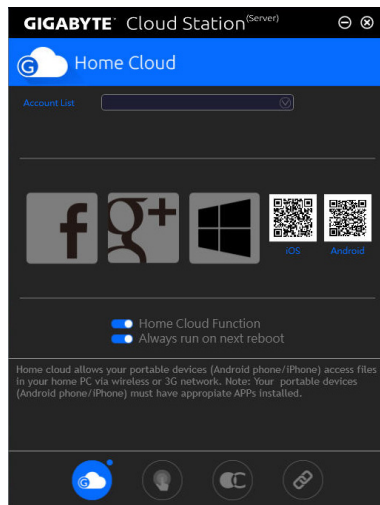 GIGABYTE™ Cloud Station(Server)
G Home Cloud
Account List
f g+
iOS Android
Home Cloud Function
Always run on next reboot
Home cloud allows your portable devices (Android phone/iPhone) access files
in your home PC via wireless or 3G network. Note: Your portable devices
(Android phone/iPhone) must have appropiate APPs installed.
G